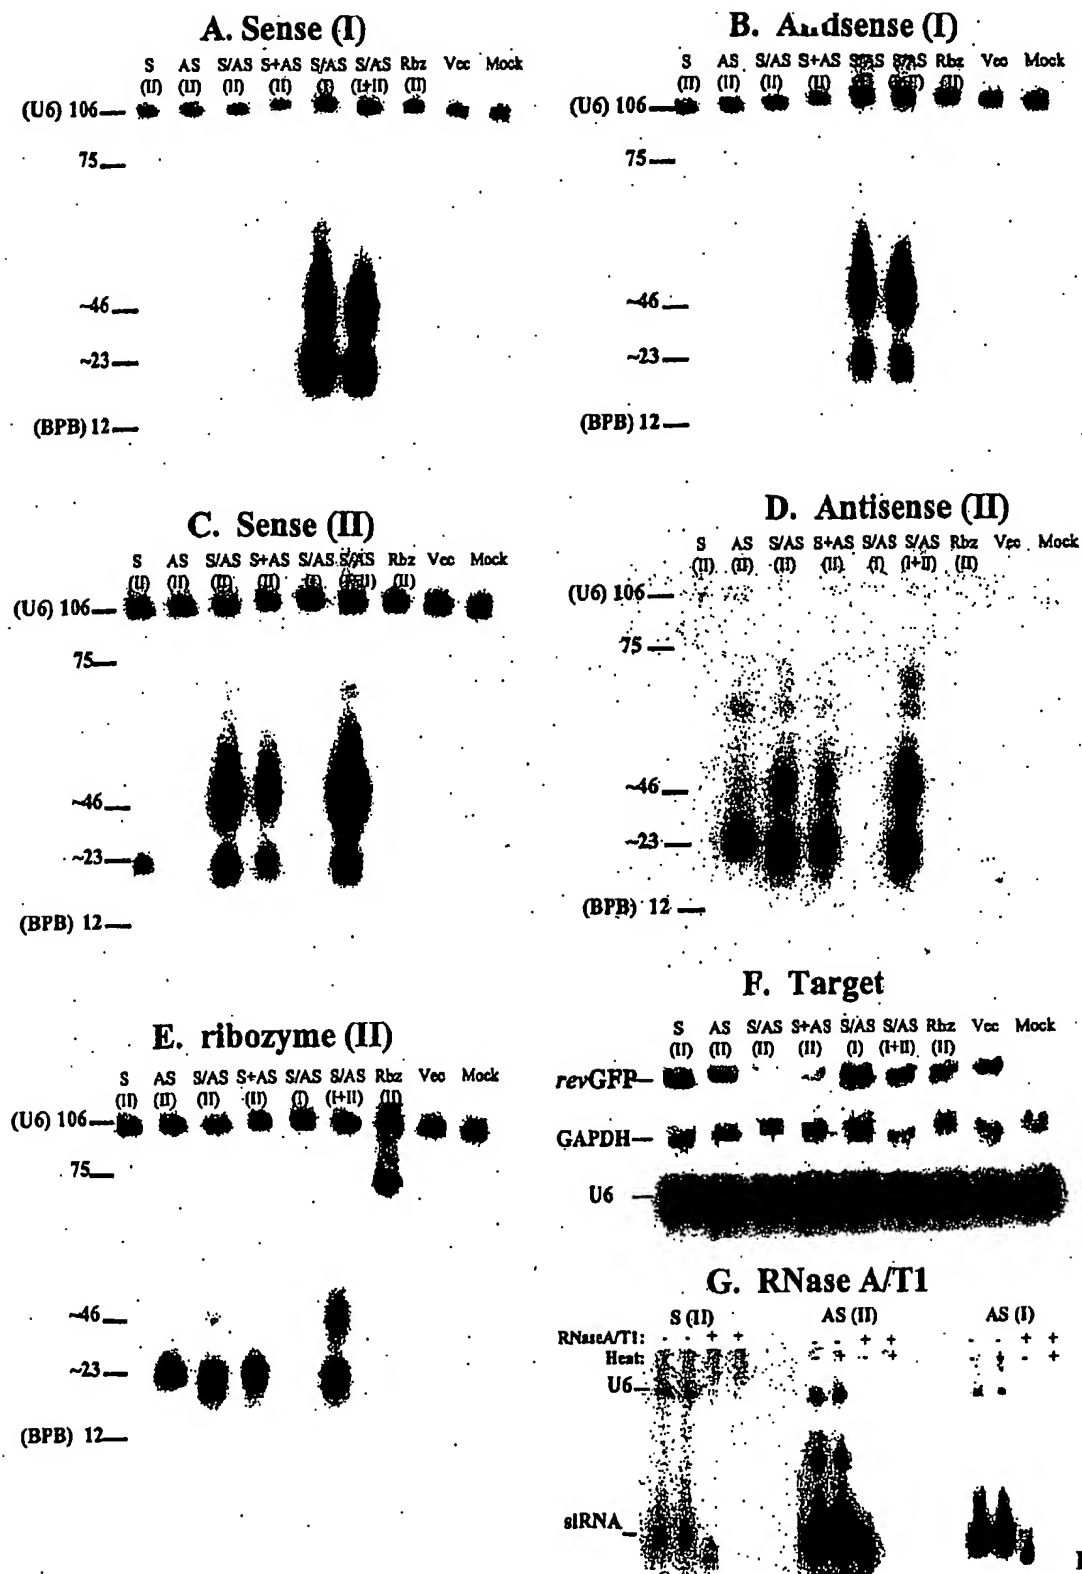 A. Sense (I)
S AS S/AS S+AS S/AS S/AS Rbz Vec Mock
(II) (II) (II) (II) (I) (I+II) (II)
(U6) 106
75
~46
~23
(BPB) 12
B.
(I)
S AS S/AS S+AS S/AS Rbz Vec Mock
(II) (II) (II) (II) (II)
(U6) 106
75
~46
~23
(BPB) 12
C. Sense (II)
S AS S/AS S+AS S/AS S/AS Rbz Vec Mock
(II) (II) (II) (II) (II)
(U6) 106
75
~46
~23
(BPB) 12
D. Antisense (II)
S AS S/AS S+AS S/AS S/AS Rbz Vec Mock
(II) (II) (II) (II) (I) (I+II) (II)
(U6) 106
75
~46
~23
(BPB) 12
E. ribozyme (II)
S AS S/AS S+AS S/AS S/AS Rbz Vec Mock
(II) (II) (II) (II) (I) (I+II) (II)
(U6) 106
75
~46
~23
(BPB) 12
F. Target
S AS S/AS S+AS S/AS S/AS Rbz Vec Mock
(II) (II) (II) (II) (I) (I+II) (II)
revGFP
GAPDH
U6
G. RNase A/T1
S (II) AS (II) AS (I)
RNaseA/T1: - - + + - - + + - - + +
Heat: - + - + - + - +
U6
siRNA